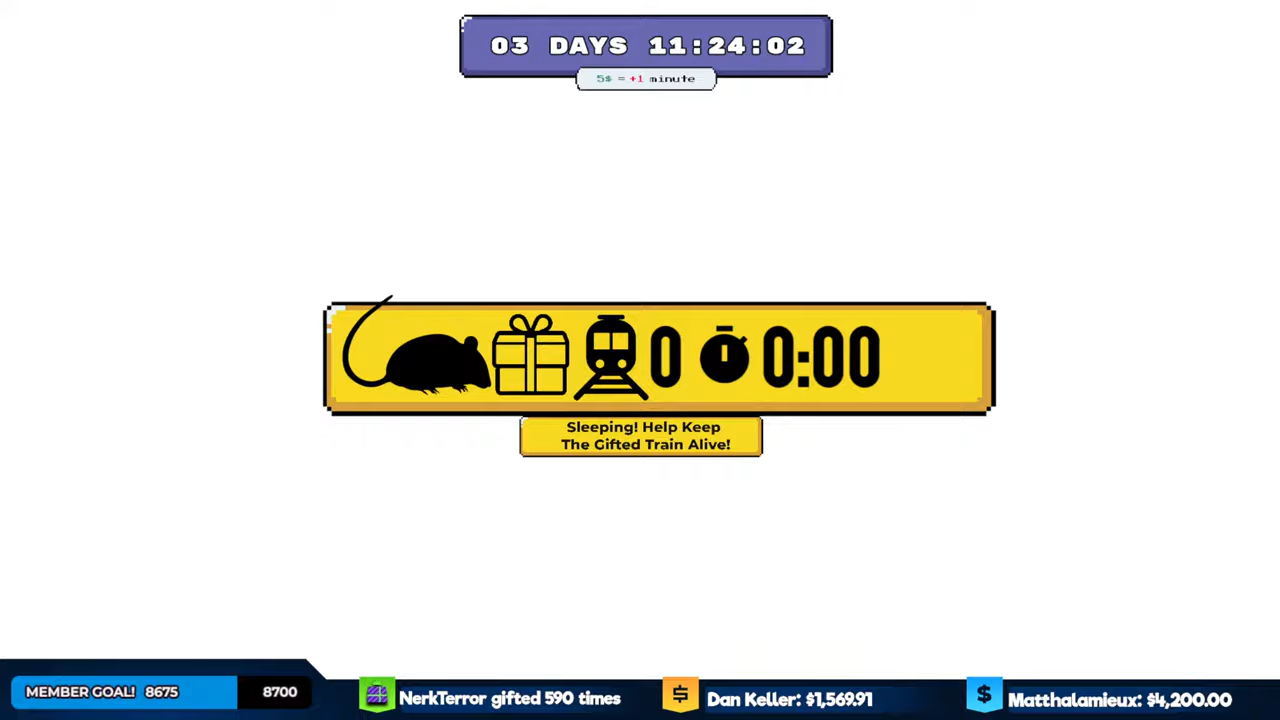 03 DAYS 11:24:02
5$ = +1 minute
0 0:00
Sleeping! Help Keep
The Gifted Train Alive!
MEMBER GOAL! 8675 8700
NerkTerror gifted 590 times
$ Dan Keller: $1,569.91
$ Matthalamieux: $4,200.00